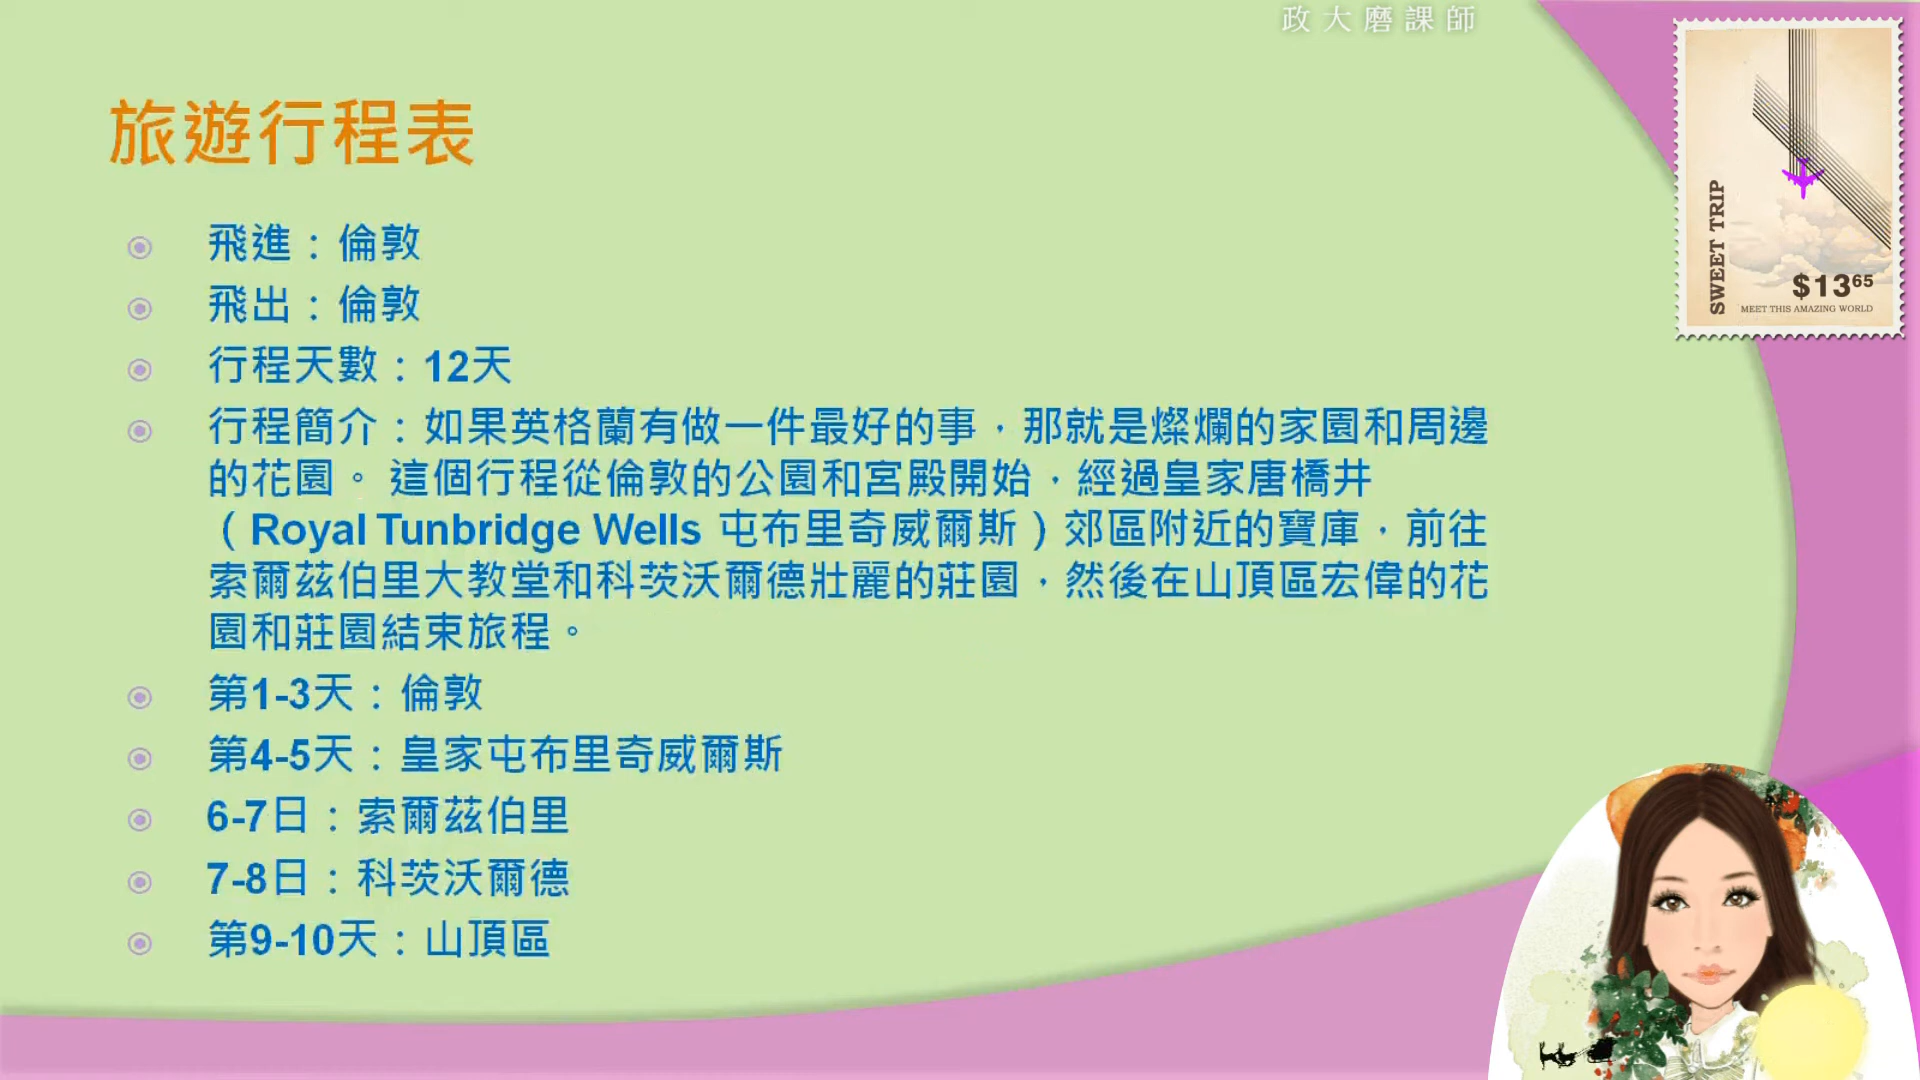 政大磨課師
旅遊行程表
飛進：倫敦
飛出：倫敦
行程天數：12天
行程簡介：如果英格蘭有做一件最好的事，那就是燦爛的家園和周邊
的花園。 這個行程從倫敦的公園和宮殿開始，經過皇家唐橋井
（Royal Tunbridge Wells 屯布里奇威爾斯）郊區附近的寶庫，前往
索爾茲伯里大教堂和科茨沃爾德壯麗的莊園，然後在山頂區宏偉的花
園和莊園結束旅程。
第1-3天：倫敦
第4-5天：皇家屯布里奇威爾斯
6-7日：索爾茲伯里
7-8日：科茨沃爾德
第9-10天：山頂區
SWEET TRIP
$13⁶⁵
MEET THIS AMAZING WORLD